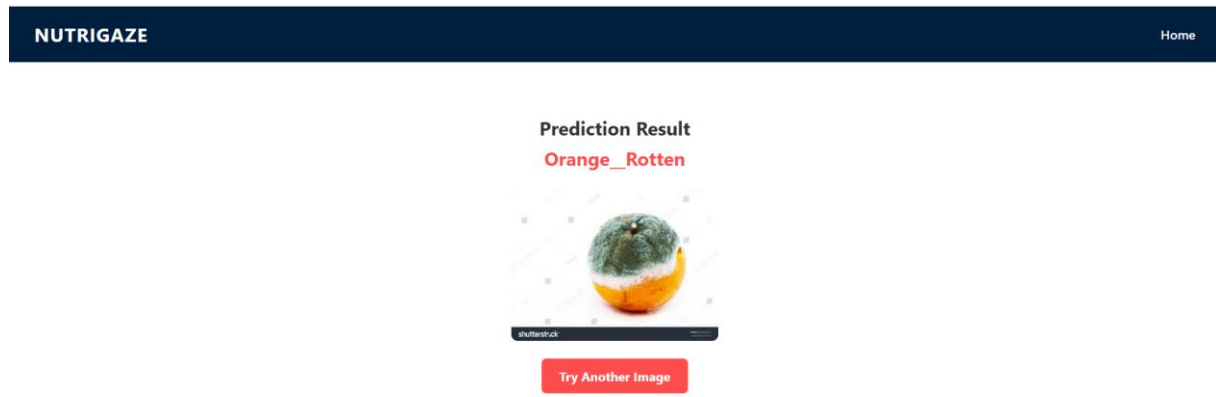 NUTRIGAZE
Home
Prediction Result
Orange__Rotten
shutterstock
Try Another Image